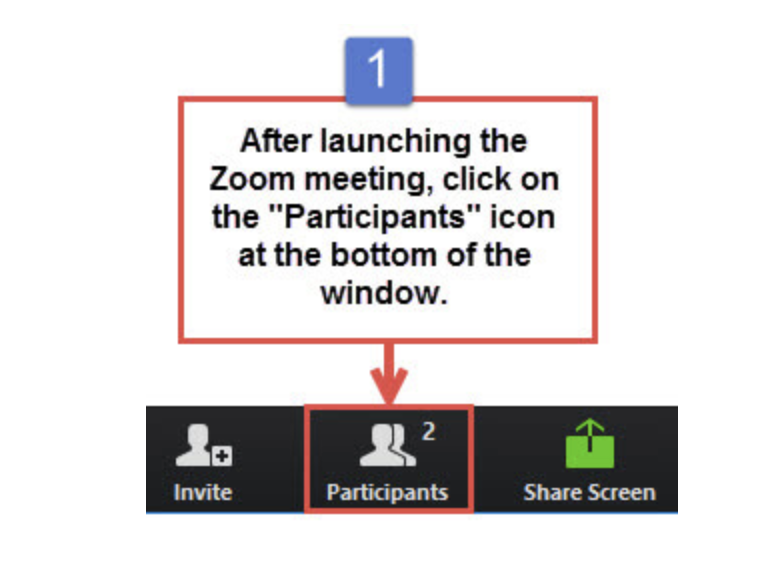 1
After launching the
Zoom meeting, click on
the "Participants" icon
at the bottom of the
window.
2
Invite Participants Share Screen